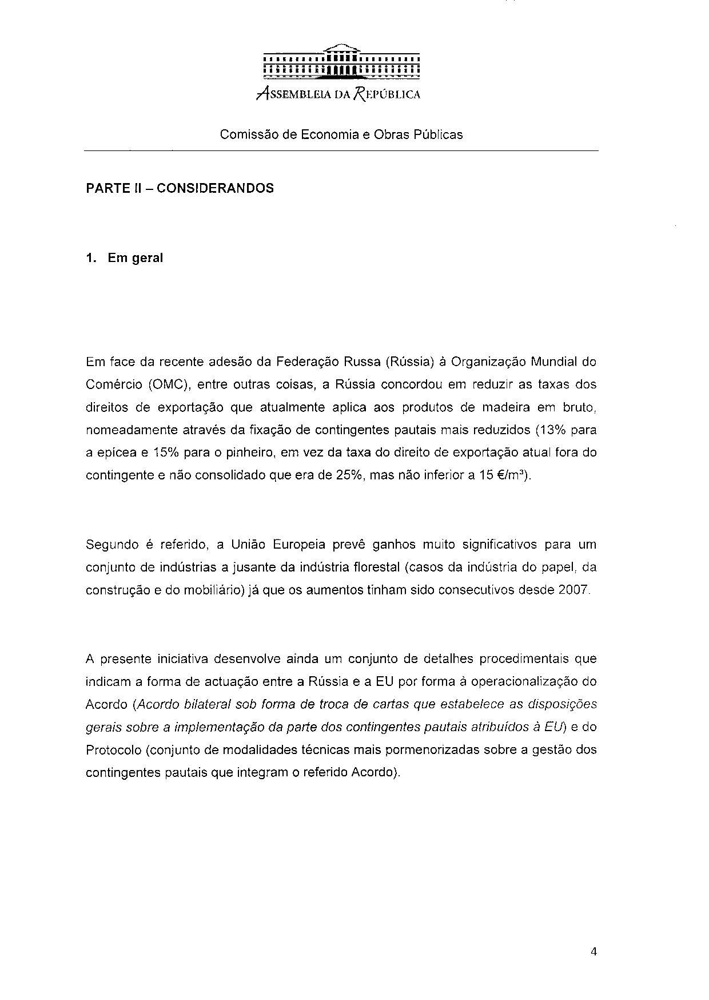 ASSEMBLEIA DA REPÚBLICA
Comissão de Economia e Obras Públicas
PARTE II – CONSIDERANDOS
1. Em geral
Em face da recente adesão da Federação Russa (Rússia) à Organização Mundial do
Comércio (OMC), entre outras coisas, a Rússia concordou em reduzir as taxas dos
direitos de exportação que atualmente aplica aos produtos de madeira em bruto,
nomeadamente através da fixação de contingentes pautais mais reduzidos (13% para
a epícea e 15% para o pinheiro, em vez da taxa do direito de exportação atual fora do
contingente e não consolidado que era de 25%, mas não inferior a 15 €/m³).
Segundo é referido, a União Europeia prevê ganhos muito significativos para um
conjunto de indústrias a jusante da indústria florestal (casos da indústria do papel, da
construção e do mobiliário) já que os aumentos tinham sido consecutivos desde 2007.
A presente iniciativa desenvolve ainda um conjunto de detalhes procedimentais que
indicam a forma de actuação entre a Rússia e a EU por forma à operacionalização do
Acordo (Acordo bilateral sob forma de troca de cartas que estabelece as disposições
gerais sobre a implementação da parte dos contingentes pautais atribuídos à EU) e do
Protocolo (conjunto de modalidades técnicas mais pormenorizadas sobre a gestão dos
contingentes pautais que integram o referido Acordo).
4